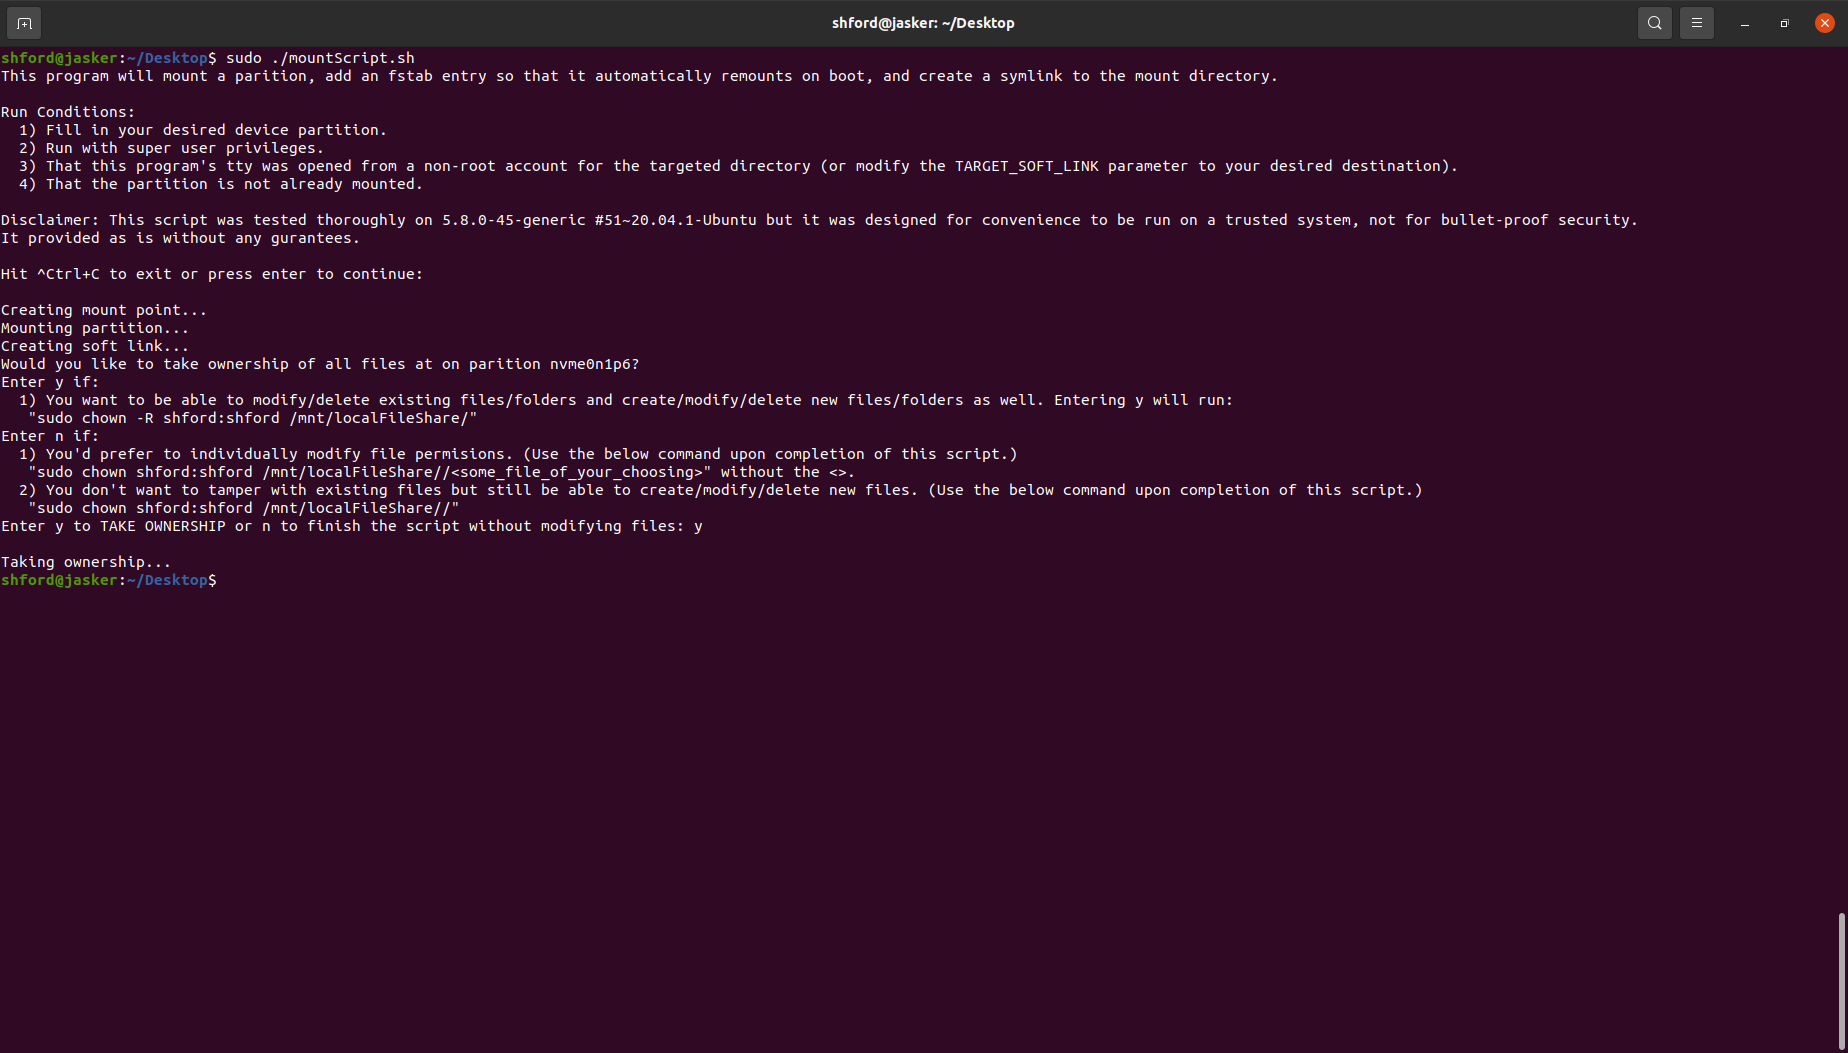 shford@jasker: ~/Desktop
shford@jasker:~/Desktop$ sudo ./mountScript.sh
This program will mount a parition, add an fstab entry so that it automatically remounts on boot, and create a symlink to the mount directory.
Run Conditions:
1) Fill in your desired device partition.
2) Run with super user privileges.
3) That this program's tty was opened from a non-root account for the targeted directory (or modify the TARGET_SOFT_LINK parameter to your desired destination).
4) That the partition is not already mounted.
Disclaimer: This script was tested thoroughly on 5.8.0-45-generic #51~20.04.1-Ubuntu but it was designed for convenience to be run on a trusted system, not for bullet-proof security.
It provided as is without any gurantees.
Hit ^Ctrl+C to exit or press enter to continue:
Creating mount point...
Mounting partition...
Creating soft link...
Would you like to take ownership of all files at on parition nvme0n1p6?
Enter y if:
1) You want to be able to modify/delete existing files/folders and create/modify/delete new files/folders as well. Entering y will run:
"sudo chown -R shford:shford /mnt/localFileShare/"
Enter n if:
1) You'd prefer to individually modify file permisions. (Use the below command upon completion of this script.)
"sudo chown shford:shford /mnt/localFileShare//<some_file_of_your_choosing>" without the <>.
2) You don't want to tamper with existing files but still be able to create/modify/delete new files. (Use the below command upon completion of this script.)
"sudo chown shford:shford /mnt/localFileShare//"
Enter y to TAKE OWNERSHIP or n to finish the script without modifying files: y
Taking ownership...
shford@jasker:~/Desktop$